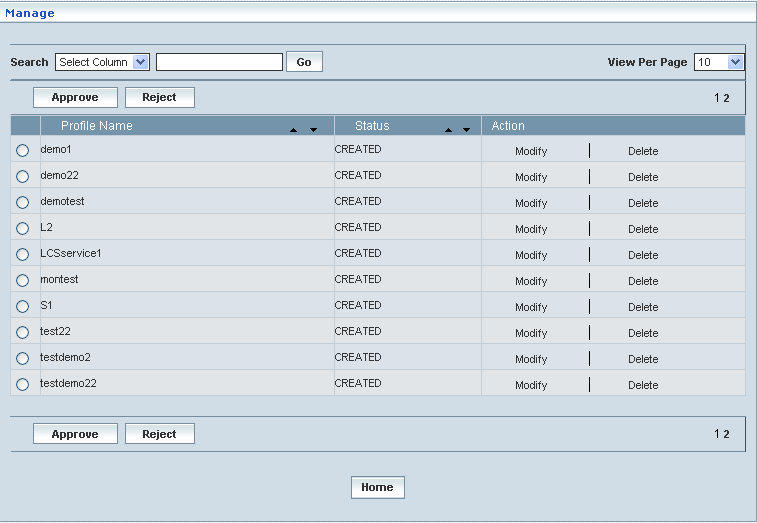 Manage
Search Select Column Go View Per Page 10
Approve Reject 1 2
Profile Name Status Action
demo1 CREATED Modify Delete
demo22 CREATED Modify Delete
demotest CREATED Modify Delete
L2 CREATED Modify Delete
LCSservice1 CREATED Modify Delete
montest CREATED Modify Delete
S1 CREATED Modify Delete
test22 CREATED Modify Delete
testdemo2 CREATED Modify Delete
testdemo22 CREATED Modify Delete
Approve Reject 1 2
Home